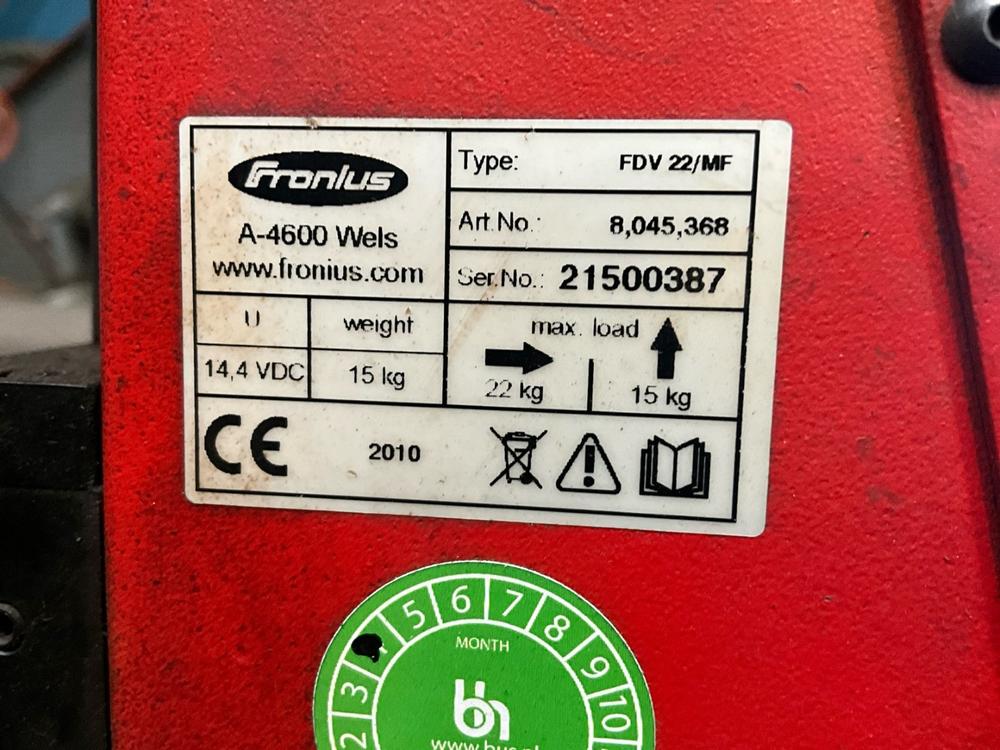 Fronius
A-4600 Wels
www.fronius.com
Type: FDV 22/MF
Art.No.: 8,045,368
Ser.No.: 21500387
U weight
14,4 VDC 15 kg
max. load
22 kg 15 kg
CE 2010
2 3 4 5 6 7 8 9 10
MONTH
bh